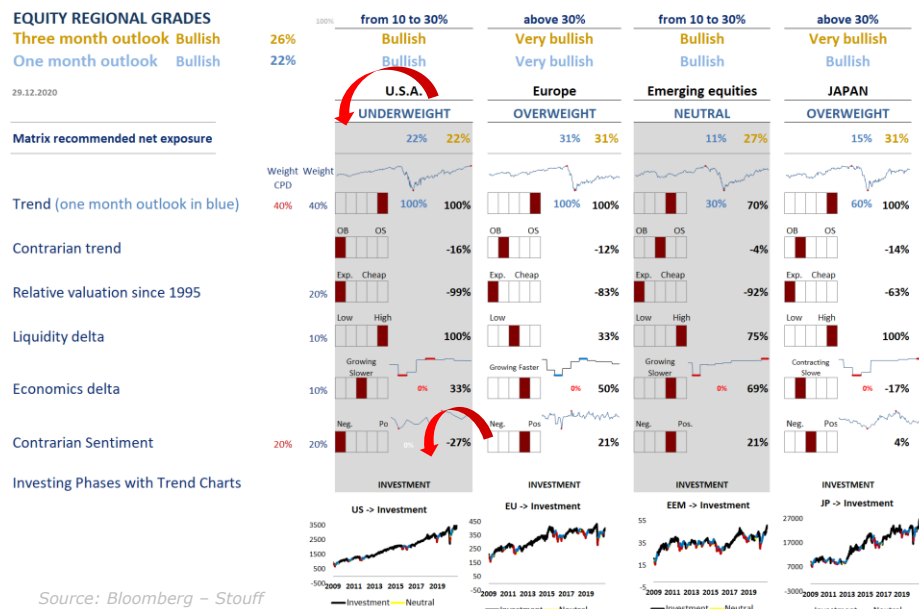 EQUITY REGIONAL GRADES 100% from 10 to 30% above 30% from 10 to 30% above 30%
Three month outlook Bullish 26% Bullish Very bullish Bullish Very bullish
One month outlook Bullish 22% Bullish Very bullish Bullish Bullish
29.12.2020 U.S.A. Europe Emerging equities JAPAN
UNDERWEIGHT OVERWEIGHT NEUTRAL OVERWEIGHT
Matrix recommended net exposure 22% 22% 31% 31% 11% 27% 15% 31%
Weight Weight
CPD
Trend (one month outlook in blue) 40% 40% 100% 100% 100% 100% 30% 70% 60% 100%
OB OS OB OS OB OS OB OS
Contrarian trend -16% -12% -4% -14%
Exp. Cheap Exp. Cheap Exp. Cheap Exp. Cheap
Relative valuation since 1995 20% -99% -83% -92% -63%
Low High Low High Low High Low High
Liquidity delta 10% 100% 33% 75% 100%
Growing Slower Growing Faster Growing Slower Contracting Slowe
Economics delta 10% 0% 33% 0% 50% 0% 69% 0% -17%
Neg. Po Neg. Pos Neg. Pos. Neg. Pos
Contrarian Sentiment 20% 20% 0% -27% 21% 21% 4%
Investing Phases with Trend Charts INVESTMENT INVESTMENT INVESTMENT INVESTMENT
US -> Investment EU -> Investment EEM -> Investment JP -> Investment
3500 450 55 27000
2500 350 35 17000
1500 250 15 7000
500 150 -5 -3000
-500 50
-50
2009 2011 2013 2015 2017 2019 2009 2011 2013 2015 2017 2019 2009 2011 2013 2015 2017 2019 2009 2011 2013 2015 2017 2019
Investment Neutral Investment Neutral Investment Neutral Investment Neutral
Source: Bloomberg – Stouff